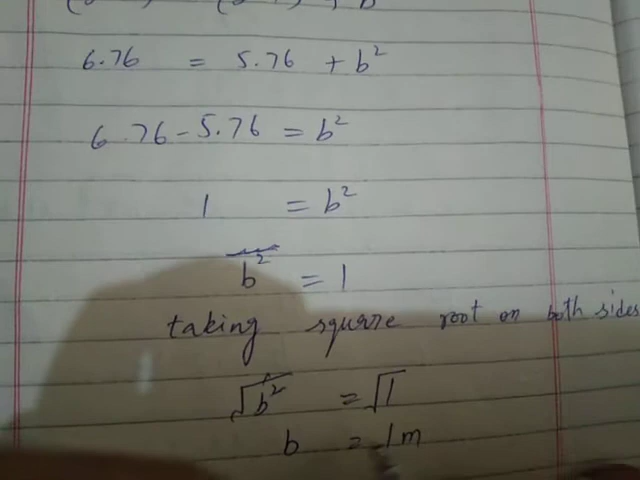 6.76 = 5.76 + b²
6.76 - 5.76 = b²
1 = b²
b² = 1
taking square root on both sides
√b² = √1
b = 1m